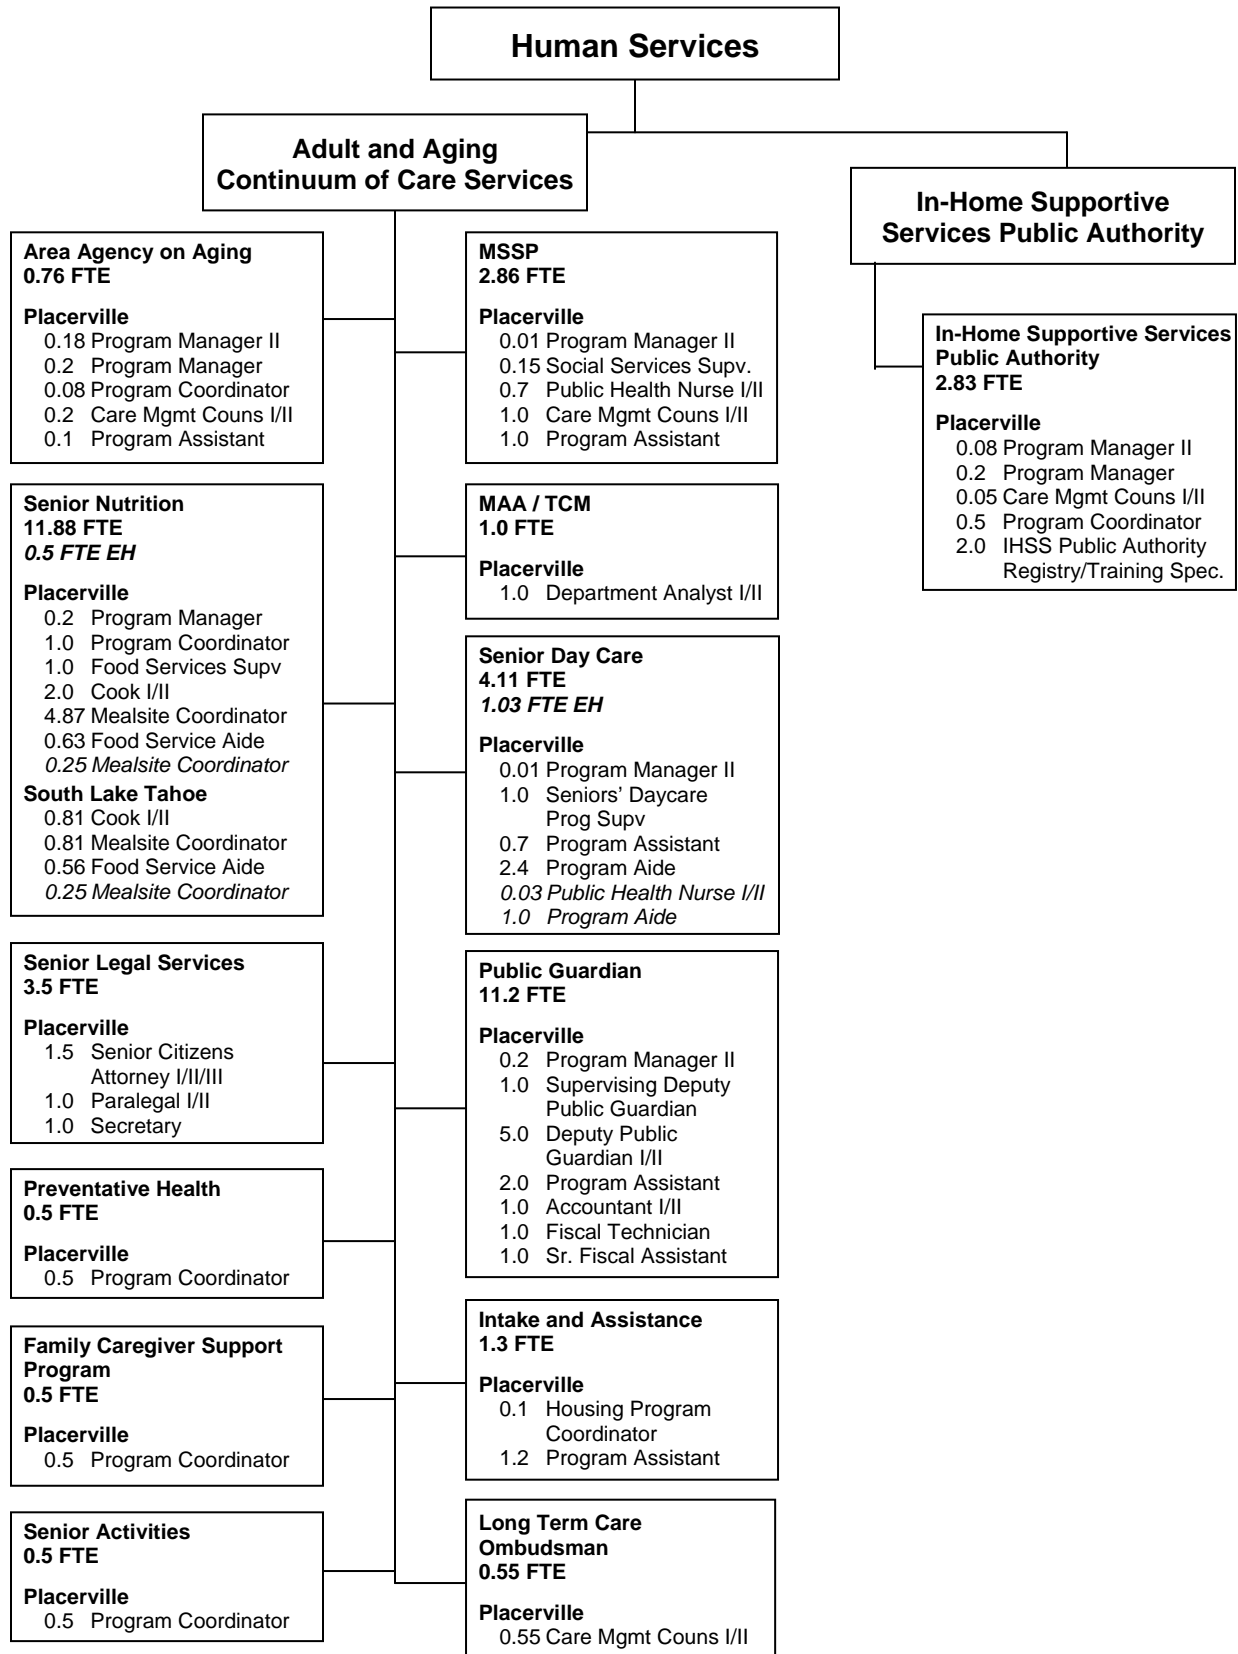 Human Services
Adult and Aging
Continuum of Care Services
In-Home Supportive
Services Public Authority
Area Agency on Aging
0.76 FTE
Placerville
0.18 Program Manager II
0.2 Program Manager
0.08 Program Coordinator
0.2 Care Mgmt Couns I/II
0.1 Program Assistant
Senior Nutrition
11.88 FTE
0.5 FTE EH
Placerville
0.2 Program Manager
1.0 Program Coordinator
1.0 Food Services Supv
2.0 Cook I/II
4.87 Mealsite Coordinator
0.63 Food Service Aide
0.25 Mealsite Coordinator
South Lake Tahoe
0.81 Cook I/II
0.81 Mealsite Coordinator
0.56 Food Service Aide
0.25 Mealsite Coordinator
Senior Legal Services
3.5 FTE
Placerville
1.5 Senior Citizens
Attorney I/II/III
1.0 Paralegal I/II
1.0 Secretary
Preventative Health
0.5 FTE
Placerville
0.5 Program Coordinator
Family Caregiver Support
Program
0.5 FTE
Placerville
0.5 Program Coordinator
Senior Activities
0.5 FTE
Placerville
0.5 Program Coordinator
MSSP
2.86 FTE
Placerville
0.01 Program Manager II
0.15 Social Services Supv.
0.7 Public Health Nurse I/II
1.0 Care Mgmt Couns I/II
1.0 Program Assistant
MAA / TCM
1.0 FTE
Placerville
1.0 Department Analyst I/II
Senior Day Care
4.11 FTE
1.03 FTE EH
Placerville
0.01 Program Manager II
1.0 Seniors' Daycare
Prog Supv
0.7 Program Assistant
2.4 Program Aide
0.03 Public Health Nurse I/II
1.0 Program Aide
Public Guardian
11.2 FTE
Placerville
0.2 Program Manager II
1.0 Supervising Deputy
Public Guardian
5.0 Deputy Public
Guardian I/II
2.0 Program Assistant
1.0 Accountant I/II
1.0 Fiscal Technician
1.0 Sr. Fiscal Assistant
Intake and Assistance
1.3 FTE
Placerville
0.1 Housing Program
Coordinator
1.2 Program Assistant
Long Term Care
Ombudsman
0.55 FTE
Placerville
0.55 Care Mgmt Couns I/II
In-Home Supportive Services
Public Authority
2.83 FTE
Placerville
0.08 Program Manager II
0.2 Program Manager
0.05 Care Mgmt Couns I/II
0.5 Program Coordinator
2.0 IHSS Public Authority
Registry/Training Spec.